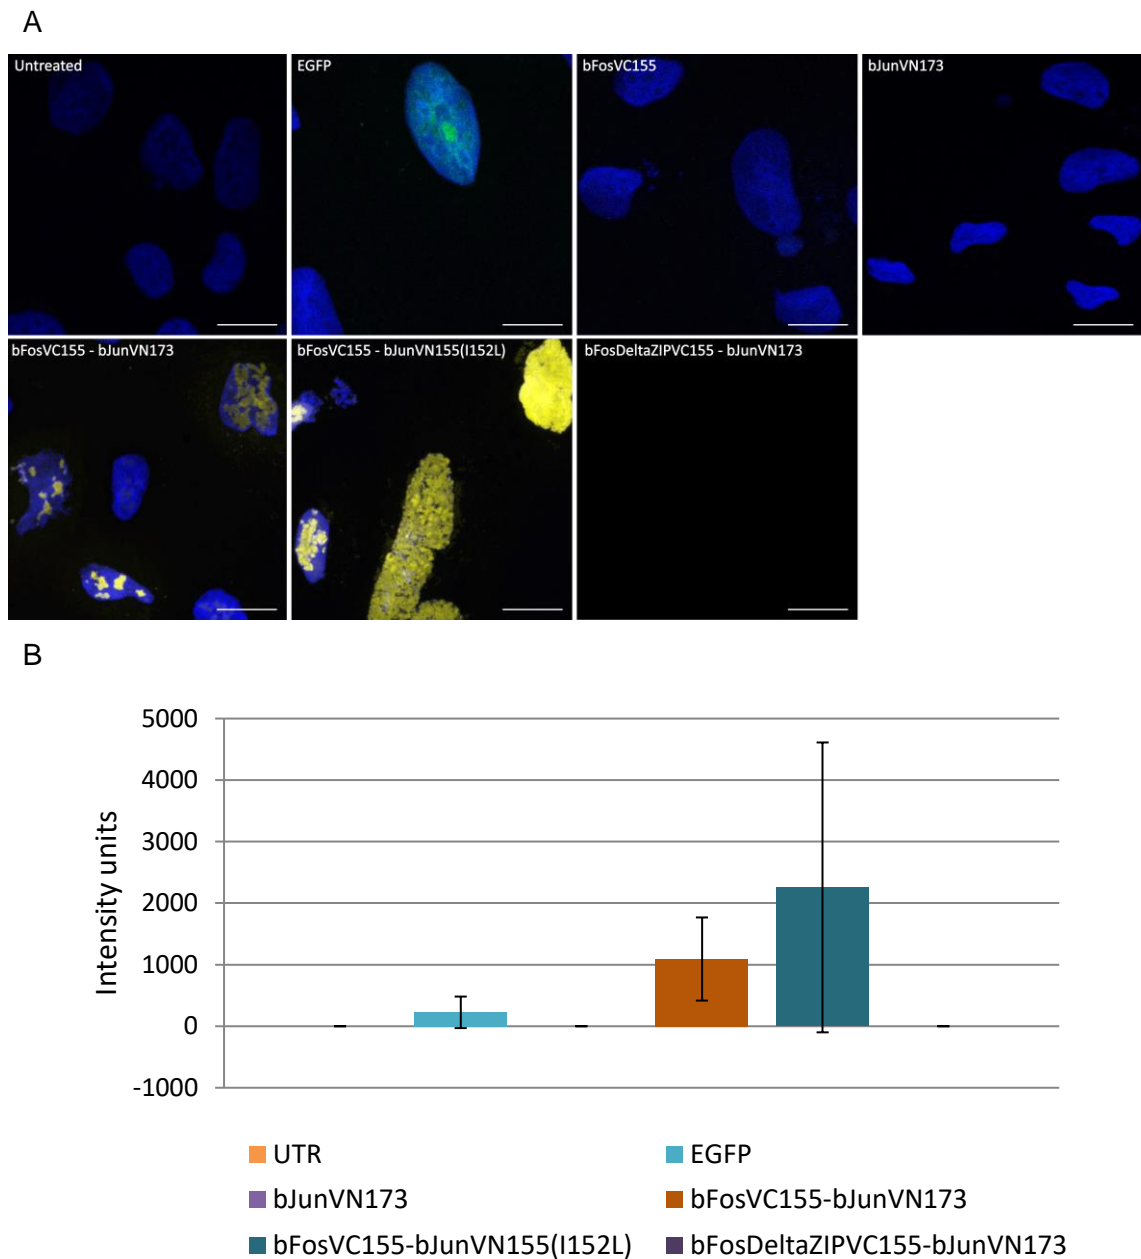 A
Untreated
EGFP
bFosVC155
bJunVN173
bFosVC155 - bJunVN173
bFosVC155 - bJunVN155(I152L)
bFosDeltaZIPVC155 - bJunVN173
B
5000
4000
3000
2000
1000
0
-1000
Intensity units
UTR
EGFP
bJunVN173
bFosVC155-bJunVN173
bFosVC155-bJunVN155(I152L)
bFosDeltaZIPVC155-bJunVN173